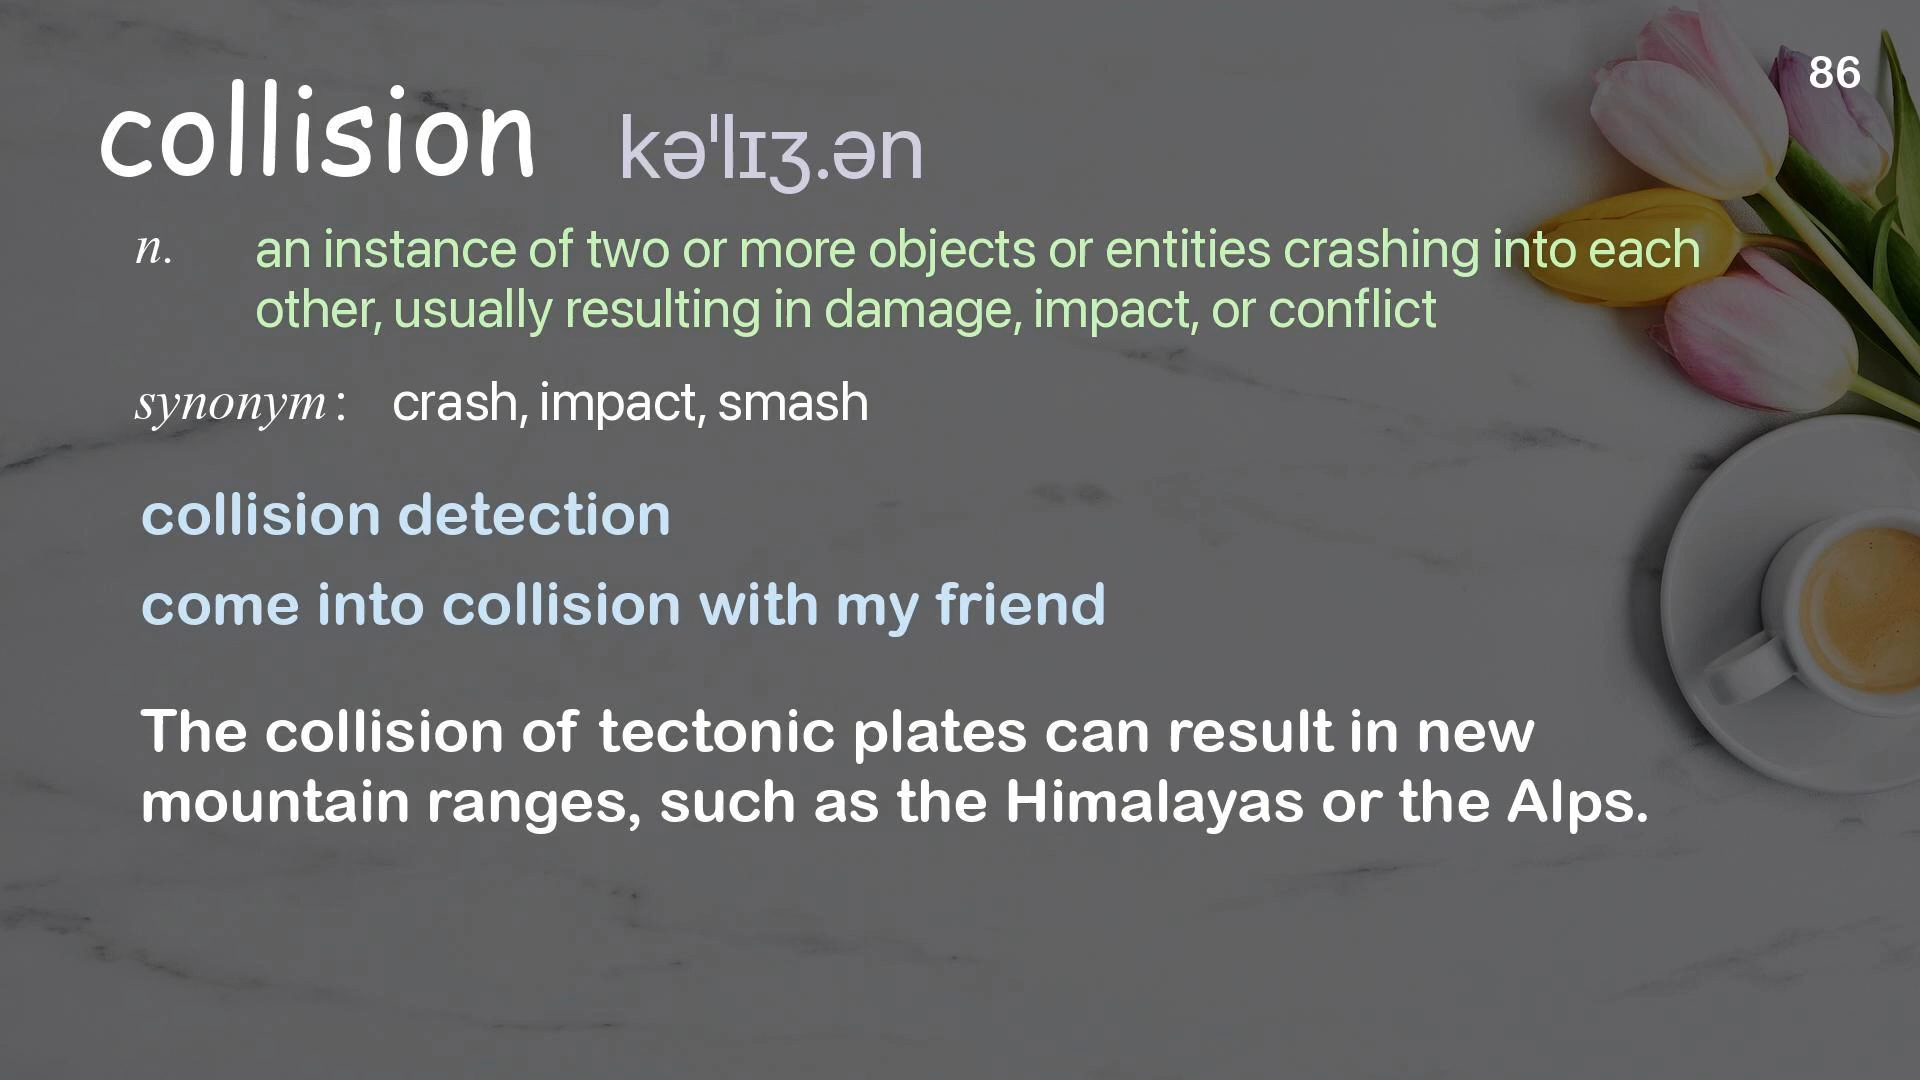 86
collision kəˈlɪʒ.ən
n. an instance of two or more objects or entities crashing into each
other, usually resulting in damage, impact, or conflict
synonym: crash, impact, smash
collision detection
come into collision with my friend
The collision of tectonic plates can result in new
mountain ranges, such as the Himalayas or the Alps.